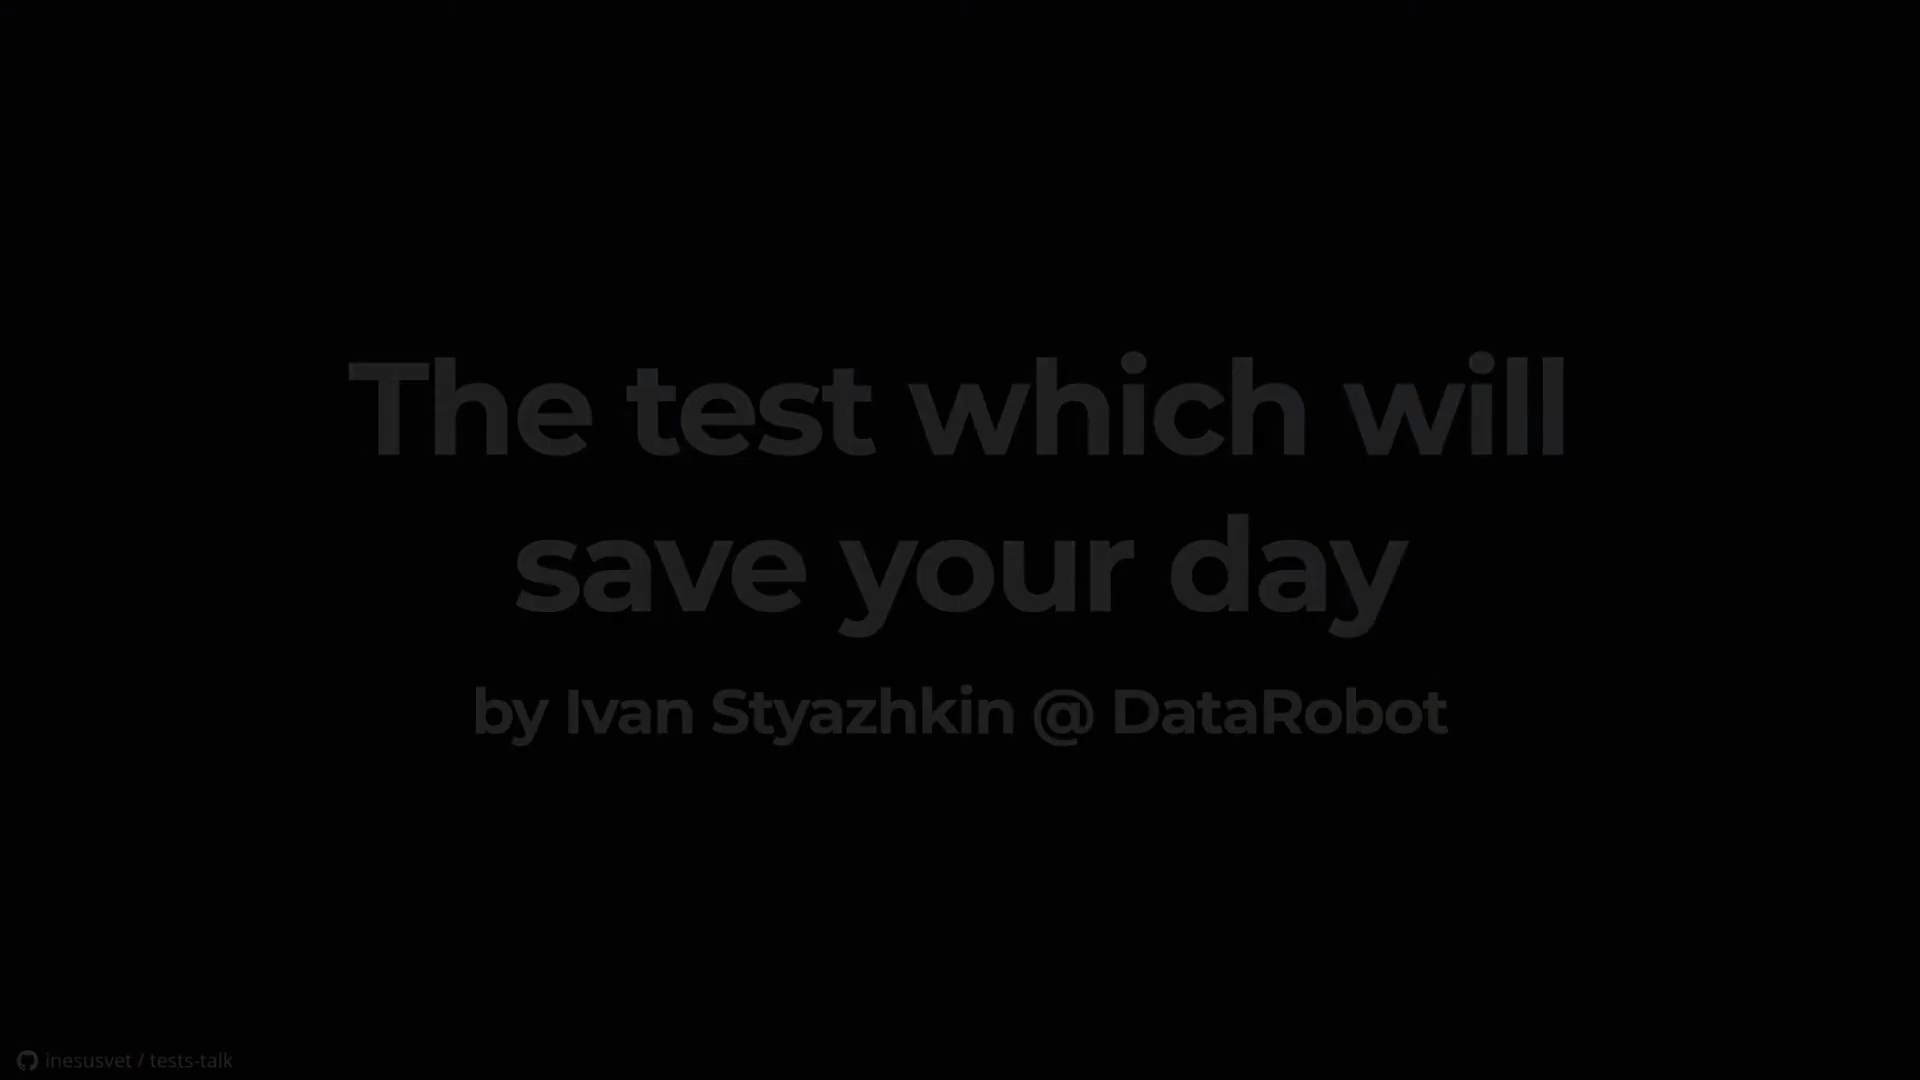 The test which will
save your day
by Ivan Styazhkin @ DataRobot
inesusvet / tests-talk